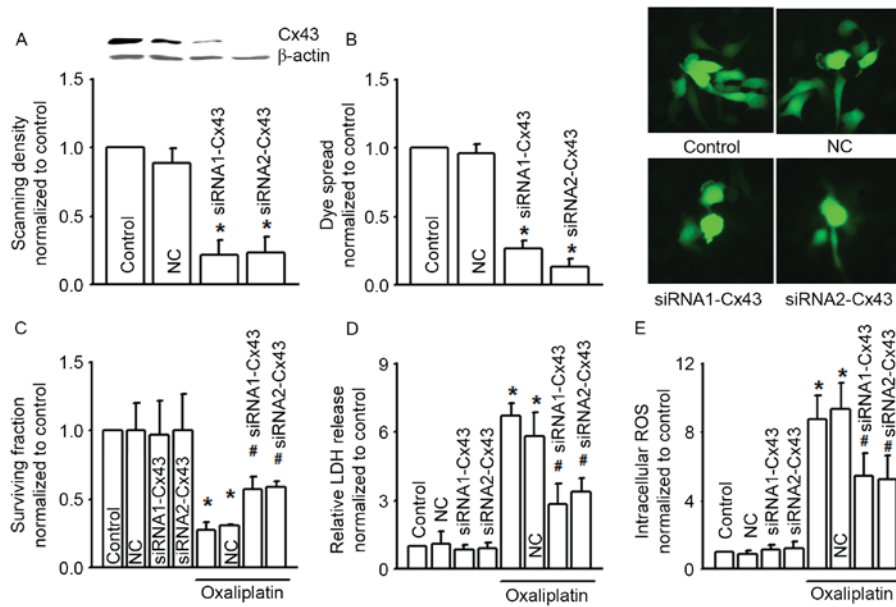 A
Cx43
β-actin
Scanning density
normalized to control
1.5
1.0
0.5
0.0
Control
NC
* siRNA1-Cx43
* siRNA2-Cx43
B
Dye spread
normalized to control
1.5
1.0
0.5
0.0
Control
NC
* siRNA1-Cx43
* siRNA2-Cx43
Control
NC
siRNA1-Cx43
siRNA2-Cx43
C
Surviving fraction
normalized to control
1.5
1.0
0.5
0.0
Control
NC
siRNA1-Cx43
siRNA2-Cx43
*
* NC
# siRNA1-Cx43
# siRNA2-Cx43
Oxaliplatin
D
Relative LDH release
normalized to control
9
6
3
0
Control
NC
siRNA1-Cx43
siRNA2-Cx43
*
* NC
# siRNA1-Cx43
# siRNA2-Cx43
Oxaliplatin
E
Intracellular ROS
normalized to control
12
8
4
0
Control
NC
siRNA1-Cx43
siRNA2-Cx43
*
* NC
# siRNA1-Cx43
# siRNA2-Cx43
Oxaliplatin